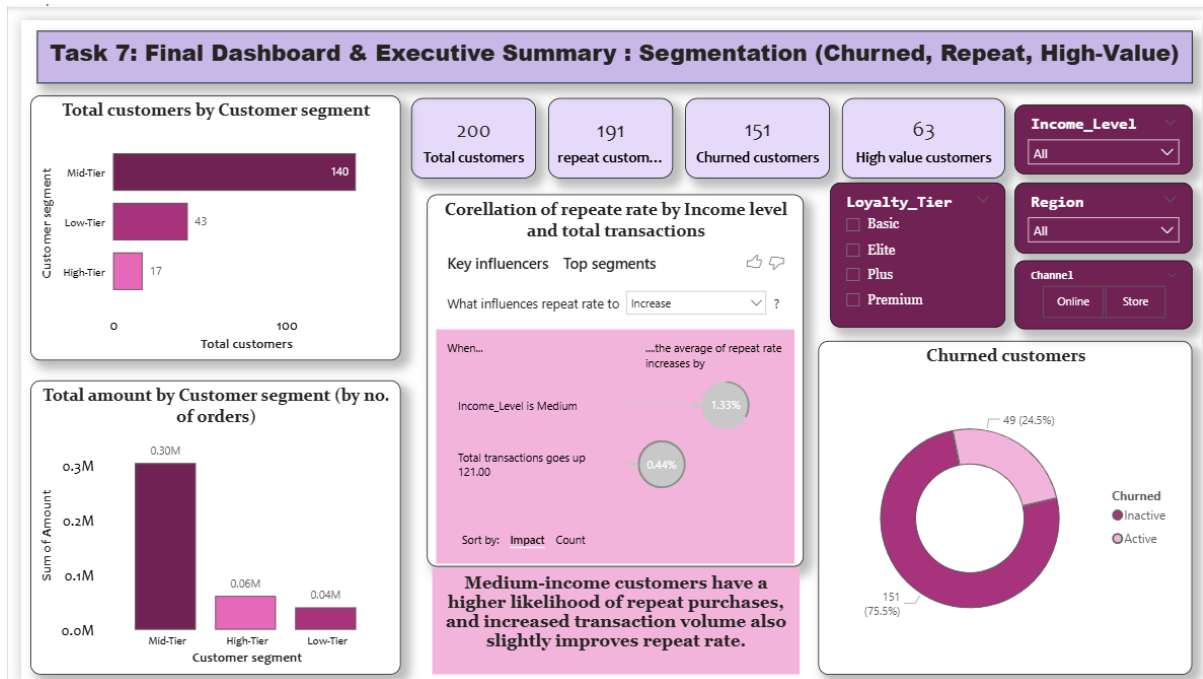 Task 7: Final Dashboard & Executive Summary : Segmentation (Churned, Repeat, High-Value)
Total customers by Customer segment
Customer segment
Mid-Tier
140
Low-Tier
43
High-Tier
17
0
100
Total customers
200
Total customers
191
repeat custom...
151
Churned customers
63
High value customers
Income_Level
All
Loyalty_Tier
Basic
Elite
Plus
Premium
Region
All
Channel
Online
Store
Corellation of repeate rate by Income level
and total transactions
Key influencers
Top segments
What influences repeat rate to
Increase
?
When...
....the average of repeat rate
increases by
Income_Level is Medium
1.33%
Total transactions goes up
121.00
0.44%
Sort by:
Impact
Count
Medium-income customers have a
higher likelihood of repeat purchases,
and increased transaction volume also
slightly improves repeat rate.
Total amount by Customer segment (by no.
of orders)
Sum of Amount
0.3M
0.2M
0.1M
0.0M
0.30M
0.06M
0.04M
Mid-Tier
High-Tier
Low-Tier
Customer segment
Churned customers
49 (24.5%)
151
(75.5%)
Churned
Inactive
Active